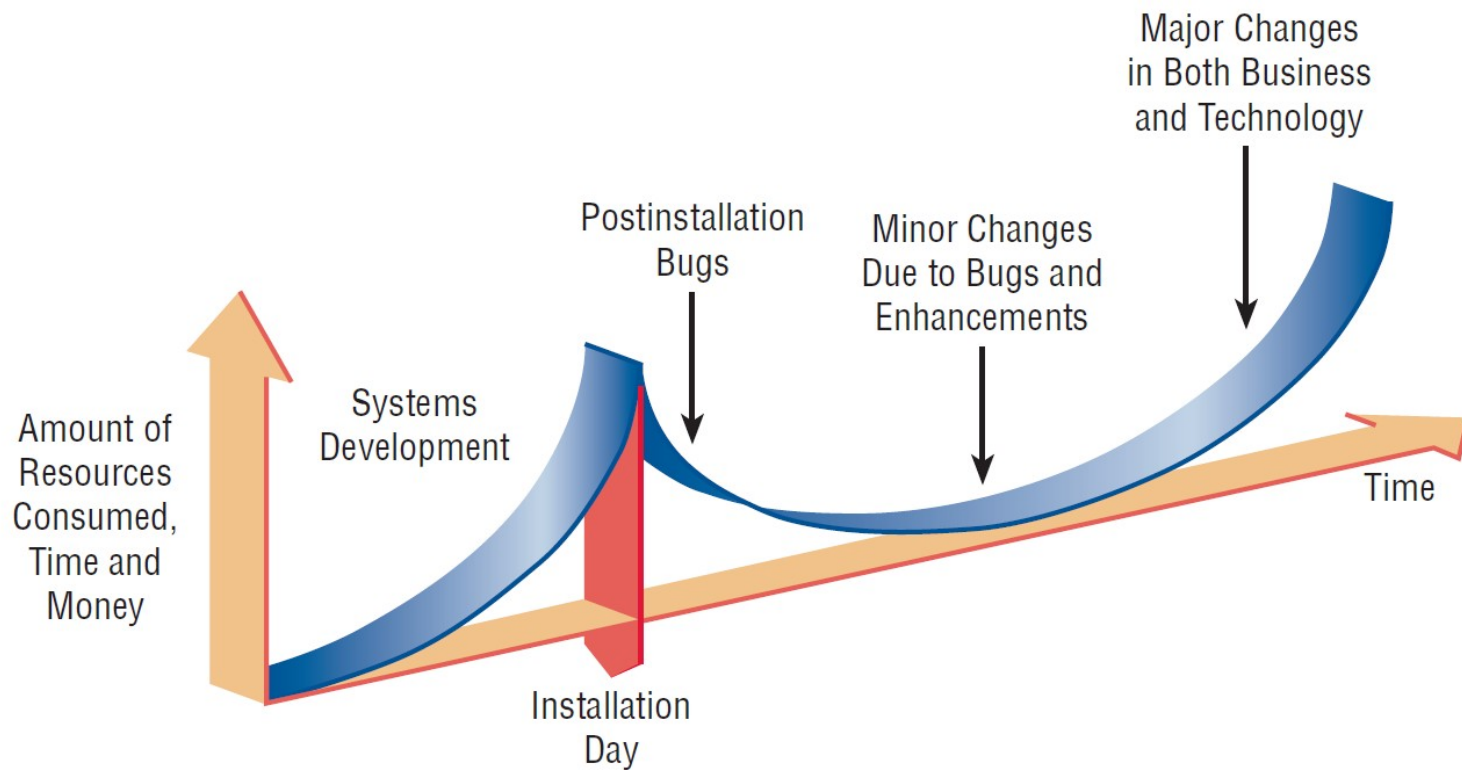 Major Changes
in Both Business
and Technology
Postinstallation
Bugs
Minor Changes
Due to Bugs and
Enhancements
Systems
Development
Amount of
Resources
Consumed,
Time and
Money
Time
Installation
Day